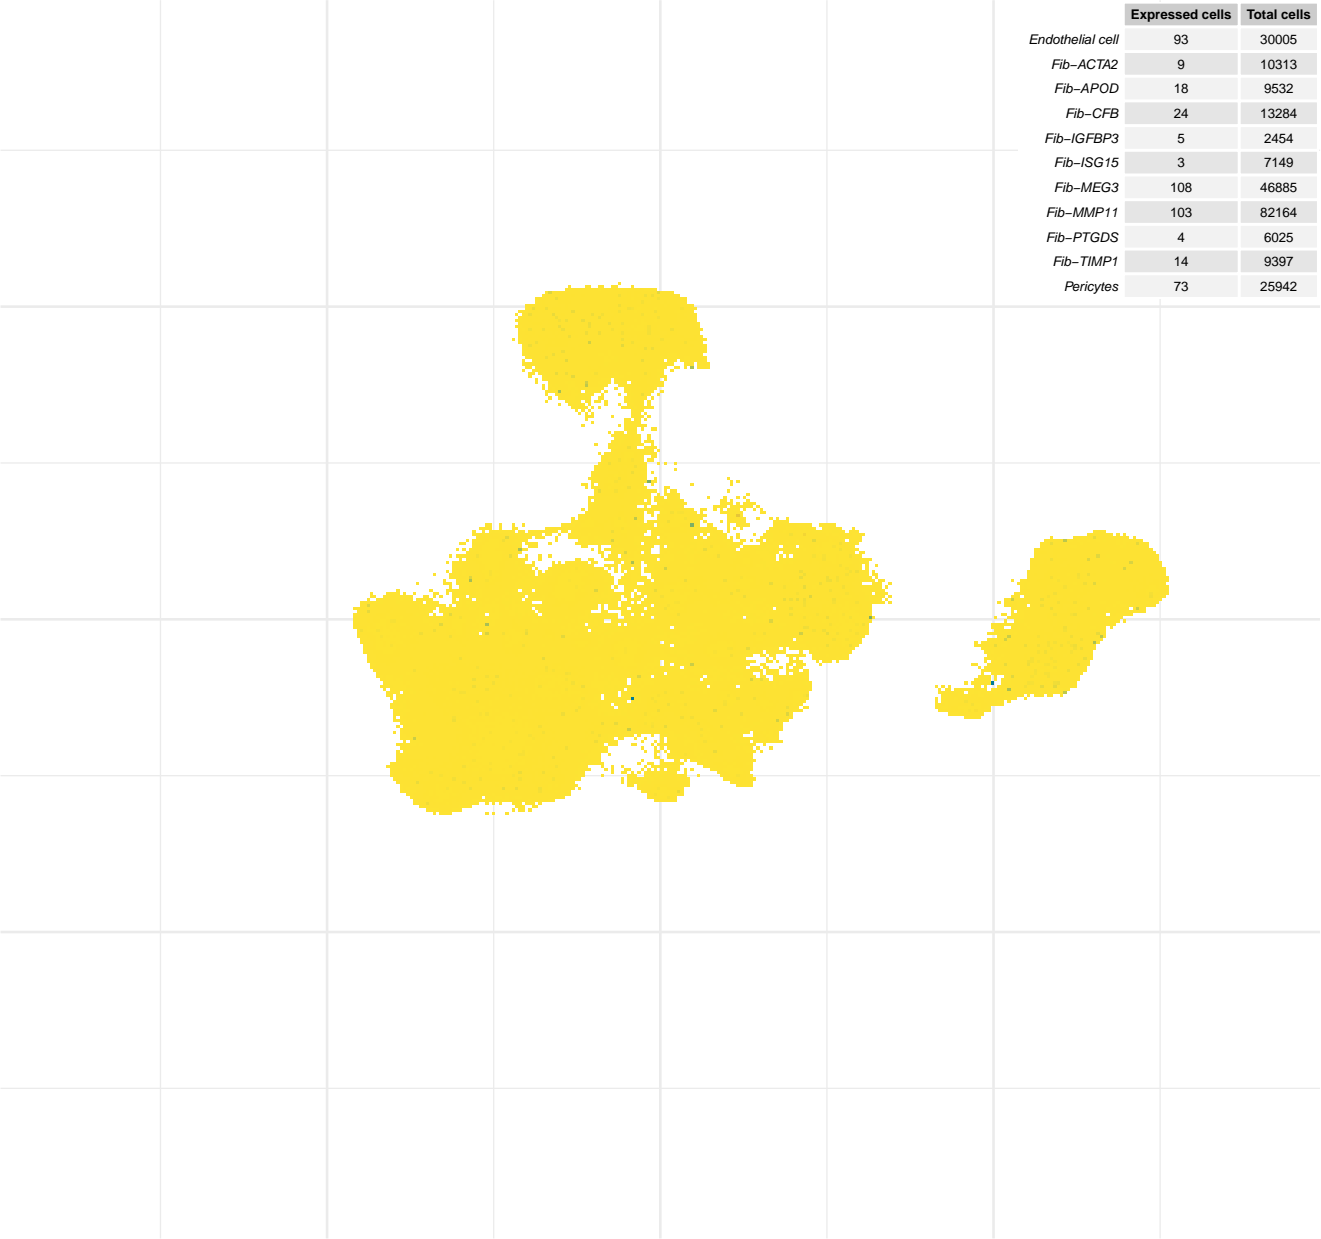 Expressed cells Total cells
Endothelial cell 93 30005
Fib−ACTA2 9 10313
Fib−APOD 18 9532
Fib−CFB 24 13284
Fib−IGFBP3 5 2454
Fib−ISG15 3 7149
Fib−MEG3 108 46885
Fib−MMP11 103 82164
Fib−PTGDS 4 6025
Fib−TIMP1 14 9397
Pericytes 73 25942